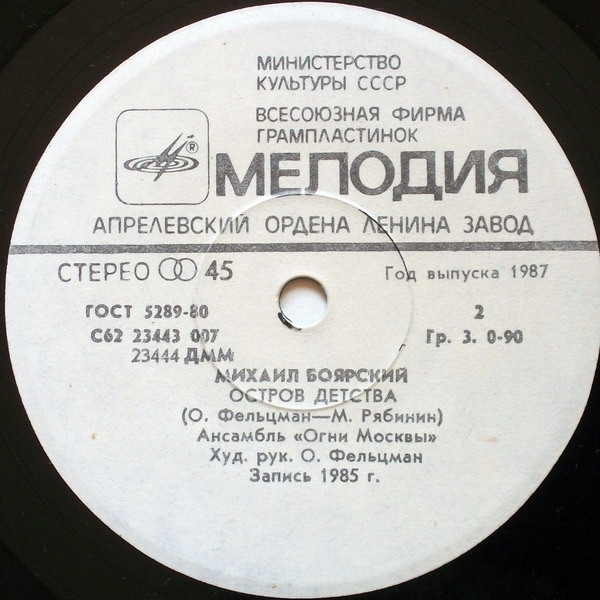 МИНИСТЕРСТВО
КУЛЬТУРЫ СССР
ВСЕСОЮЗНАЯ ФИРМА
ГРАМПЛАСТИНОК
®
МЕЛОДИЯ
АПРЕЛЕВСКИЙ ОРДЕНА ЛЕНИНА ЗАВОД
СТЕРЕО 45
Год выпуска 1987
ГОСТ 5289-80
2
С62 23443 007
Гр. 3. 0-90
23444 ДММ
МИХАИЛ БОЯРСКИЙ
ОСТРОВ ДЕТСТВА
(О. Фельцман—М. Рябинин)
Ансамбль «Огни Москвы»
Худ. рук. О. Фельцман
Запись 1985 г.